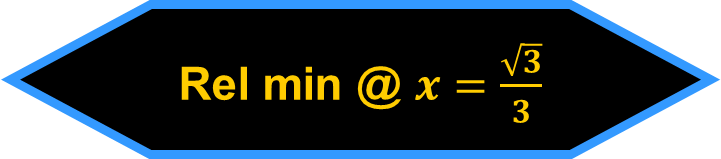 Rel min @ x = √3/3